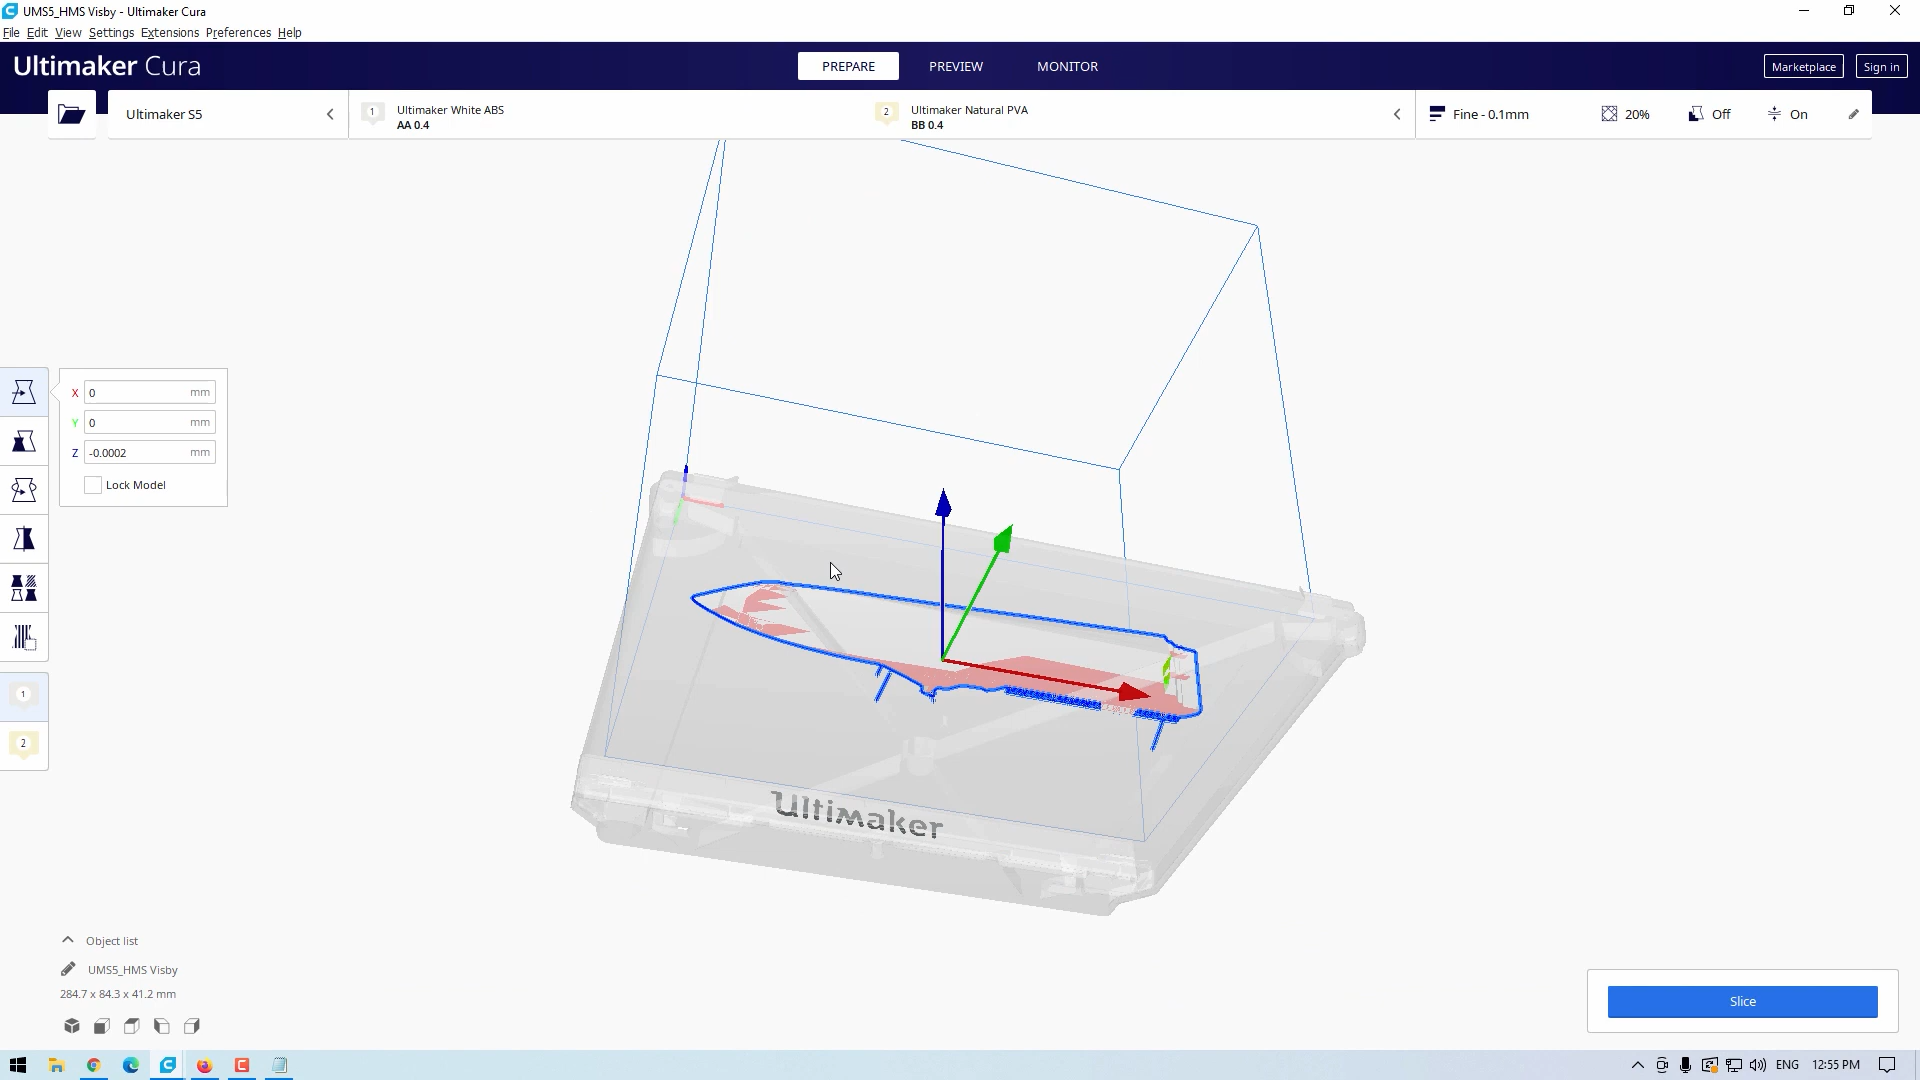 UMS5_HMS Visby - Ultimaker Cura
File Edit View Settings Extensions Preferences Help
Ultimaker Cura
PREPARE
PREVIEW
MONITOR
Marketplace
Sign in
Ultimaker S5
1
Ultimaker White ABS
AA 0.4
2
Ultimaker Natural PVA
BB 0.4
Fine - 0.1mm
20%
Off
On
X 0 mm
Y 0 mm
Z -0.0002 mm
Lock Model
1
2
Ultimaker
Object list
UMS5_HMS Visby
284.7 x 84.3 x 41.2 mm
Slice
ENG
12:55 PM